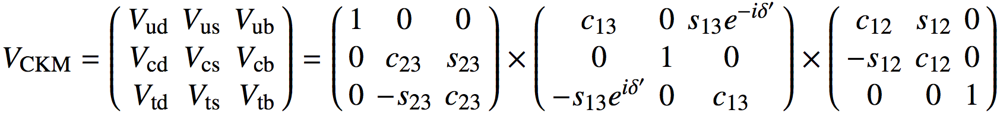 V_CKM = ( V_ud V_us V_ub ; V_cd V_cs V_cb ; V_td V_ts V_tb ) = ( 1 0 0 ; 0 c_23 s_23 ; 0 −s_23 c_23 ) × ( c_13 0 s_13 e^{−iδ′} ; 0 1 0 ; −s_13 e^{iδ′} 0 c_13 ) × ( c_12 s_12 0 ; −s_12 c_12 0 ; 0 0 1 )